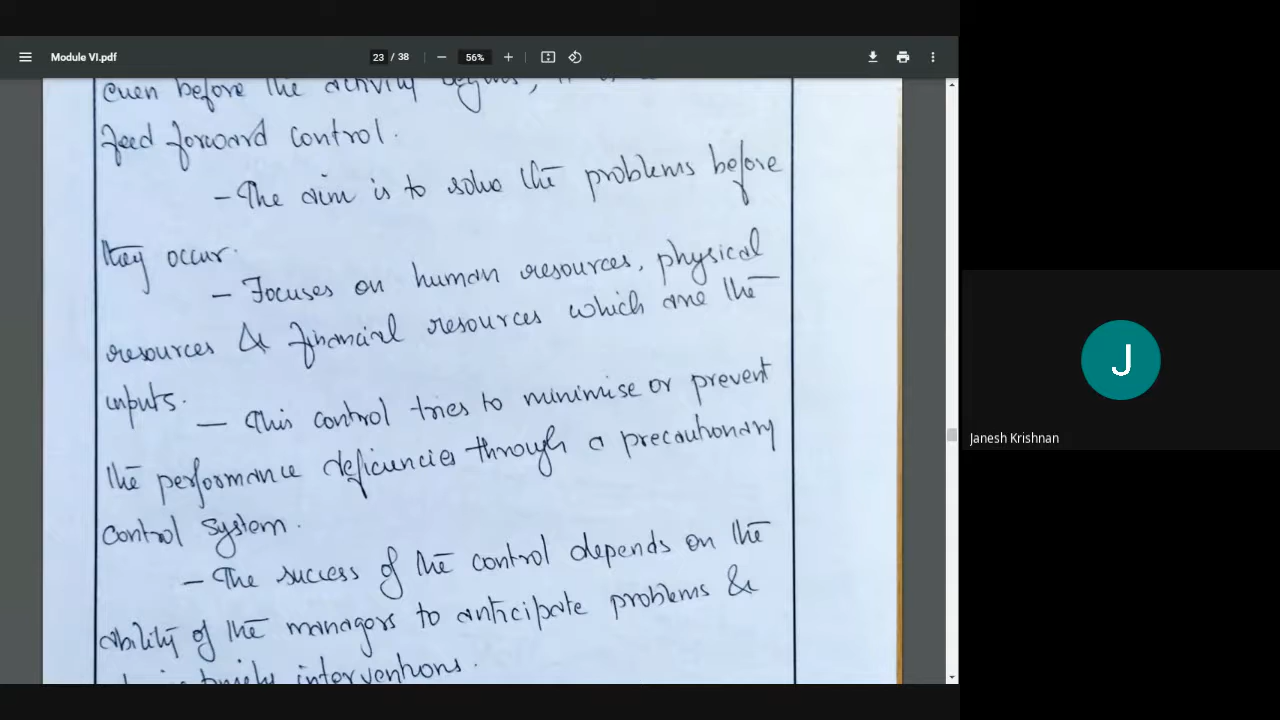 Module VI.pdf
23 / 38
56%
even before the activity begins,
feed forward control.
- The aim is to solve the problems before
they occur.
- Focuses on human resources, physical
resources & financial resources which are the
inputs.
- This control tries to minimise or prevent
the performance deficiencies through a precautionary
control system.
- The success of the control depends on the
ability of the managers to anticipate problems &
timely interventions.
J
Janesh Krishnan